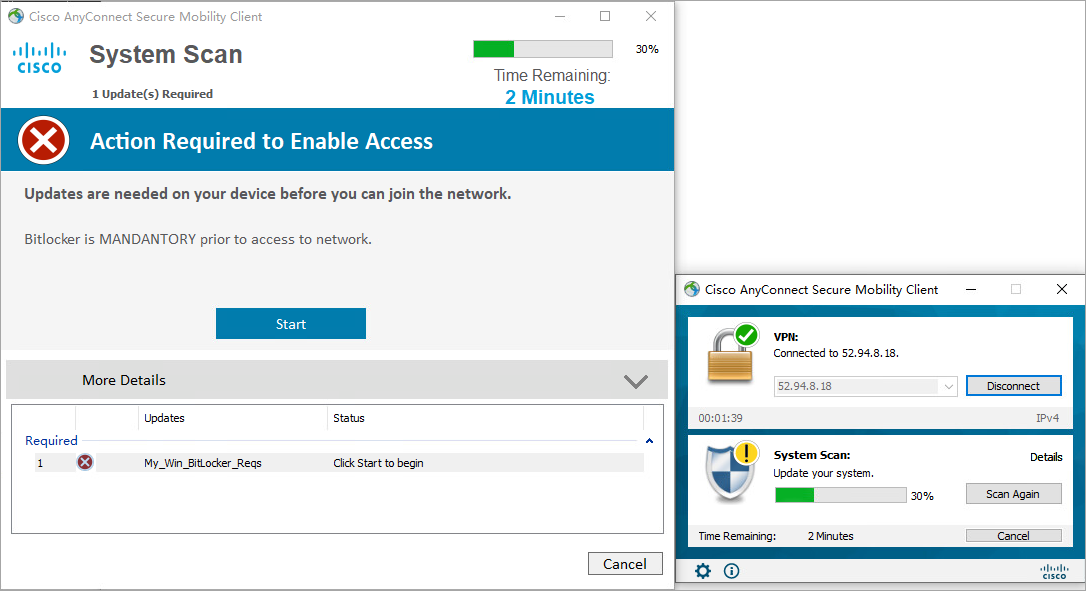 Cisco AnyConnect Secure Mobility Client
CISCO
System Scan
30%
1 Update(s) Required
Time Remaining:
2 Minutes
Action Required to Enable Access
Updates are needed on your device before you can join the network.
Bitlocker is MANDANTORY prior to access to network.
Start
More Details
Updates Status
Required
1 My_Win_BitLocker_Reqs Click Start to begin
Cancel
Cisco AnyConnect Secure Mobility Client
VPN:
Connected to 52.94.8.18.
52.94.8.18 Disconnect
00:01:39 IPv4
System Scan: Details
Update your system.
30% Scan Again
Time Remaining: 2 Minutes Cancel
CISCO